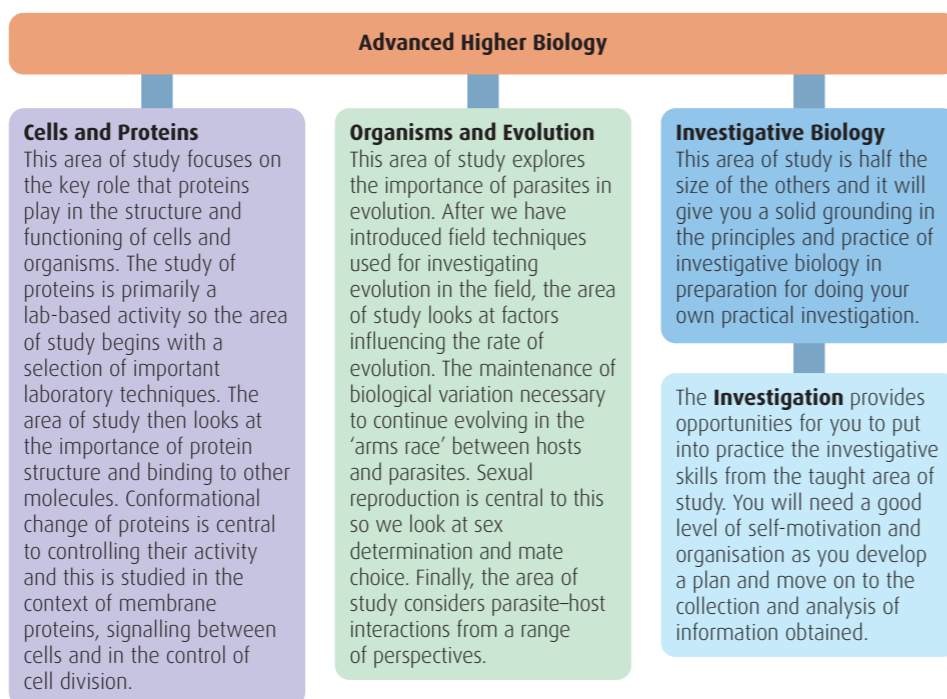 Advanced Higher Biology
Cells and Proteins
This area of study focuses on
the key role that proteins
play in the structure and
functioning of cells and
organisms. The study of
proteins is primarily a
lab-based activity so the area
of study begins with a
selection of important
laboratory techniques. The
area of study then looks at
the importance of protein
structure and binding to other
molecules. Conformational
change of proteins is central
to controlling their activity
and this is studied in the
context of membrane
proteins, signalling between
cells and in the control of
cell division.
Organisms and Evolution
This area of study explores
the importance of parasites in
evolution. After we have
introduced field techniques
used for investigating
evolution in the field, the area
of study looks at factors
influencing the rate of
evolution. The maintenance of
biological variation necessary
to continue evolving in the
‘arms race’ between hosts
and parasites. Sexual
reproduction is central to this
so we look at sex
determination and mate
choice. Finally, the area of
study considers parasite–host
interactions from a range
of perspectives.
Investigative Biology
This area of study is half the
size of the others and it will
give you a solid grounding in
the principles and practice of
investigative biology in
preparation for doing your
own practical investigation.
The Investigation provides
opportunities for you to put
into practice the investigative
skills from the taught area of
study. You will need a good
level of self-motivation and
organisation as you develop
a plan and move on to the
collection and analysis of
information obtained.